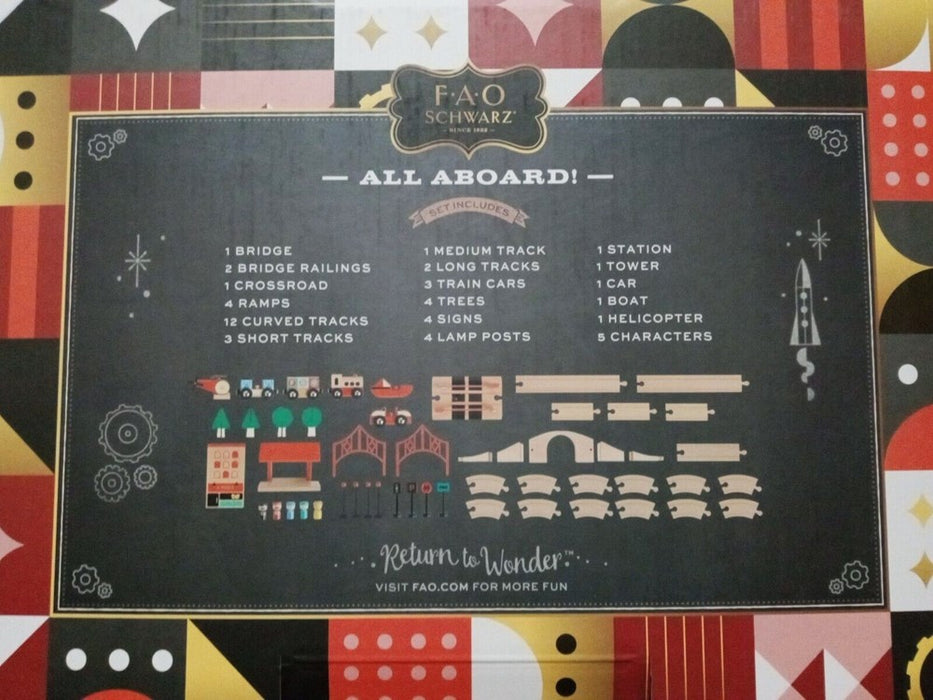 F·A·O
SCHWARZ®
– SINCE 1862 –
— ALL ABOARD! —
SET INCLUDES
1 BRIDGE
2 BRIDGE RAILINGS
1 CROSSROAD
4 RAMPS
12 CURVED TRACKS
3 SHORT TRACKS
1 MEDIUM TRACK
2 LONG TRACKS
3 TRAIN CARS
4 TREES
4 SIGNS
4 LAMP POSTS
1 STATION
1 TOWER
1 CAR
1 BOAT
1 HELICOPTER
5 CHARACTERS
Return to Wonder™
VISIT FAO.COM FOR MORE FUN